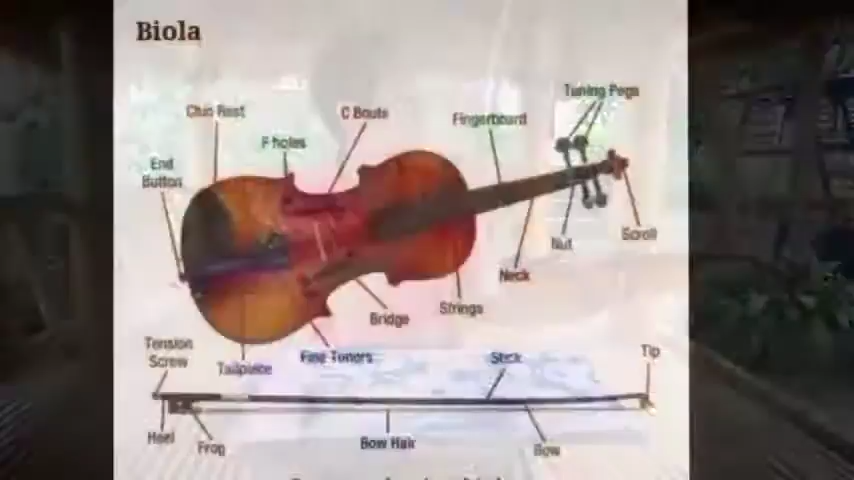 Biola
Tuning Pegs
Chin Rest
C Bouts
Fingerboard
F holes
End
Button
Scroll
Nut
Neck
Strings
Bridge
Tension
Screw
Tailpiece
Fine Tuners
Stick
Tip
Heel
Frog
Bow Hair
Bow